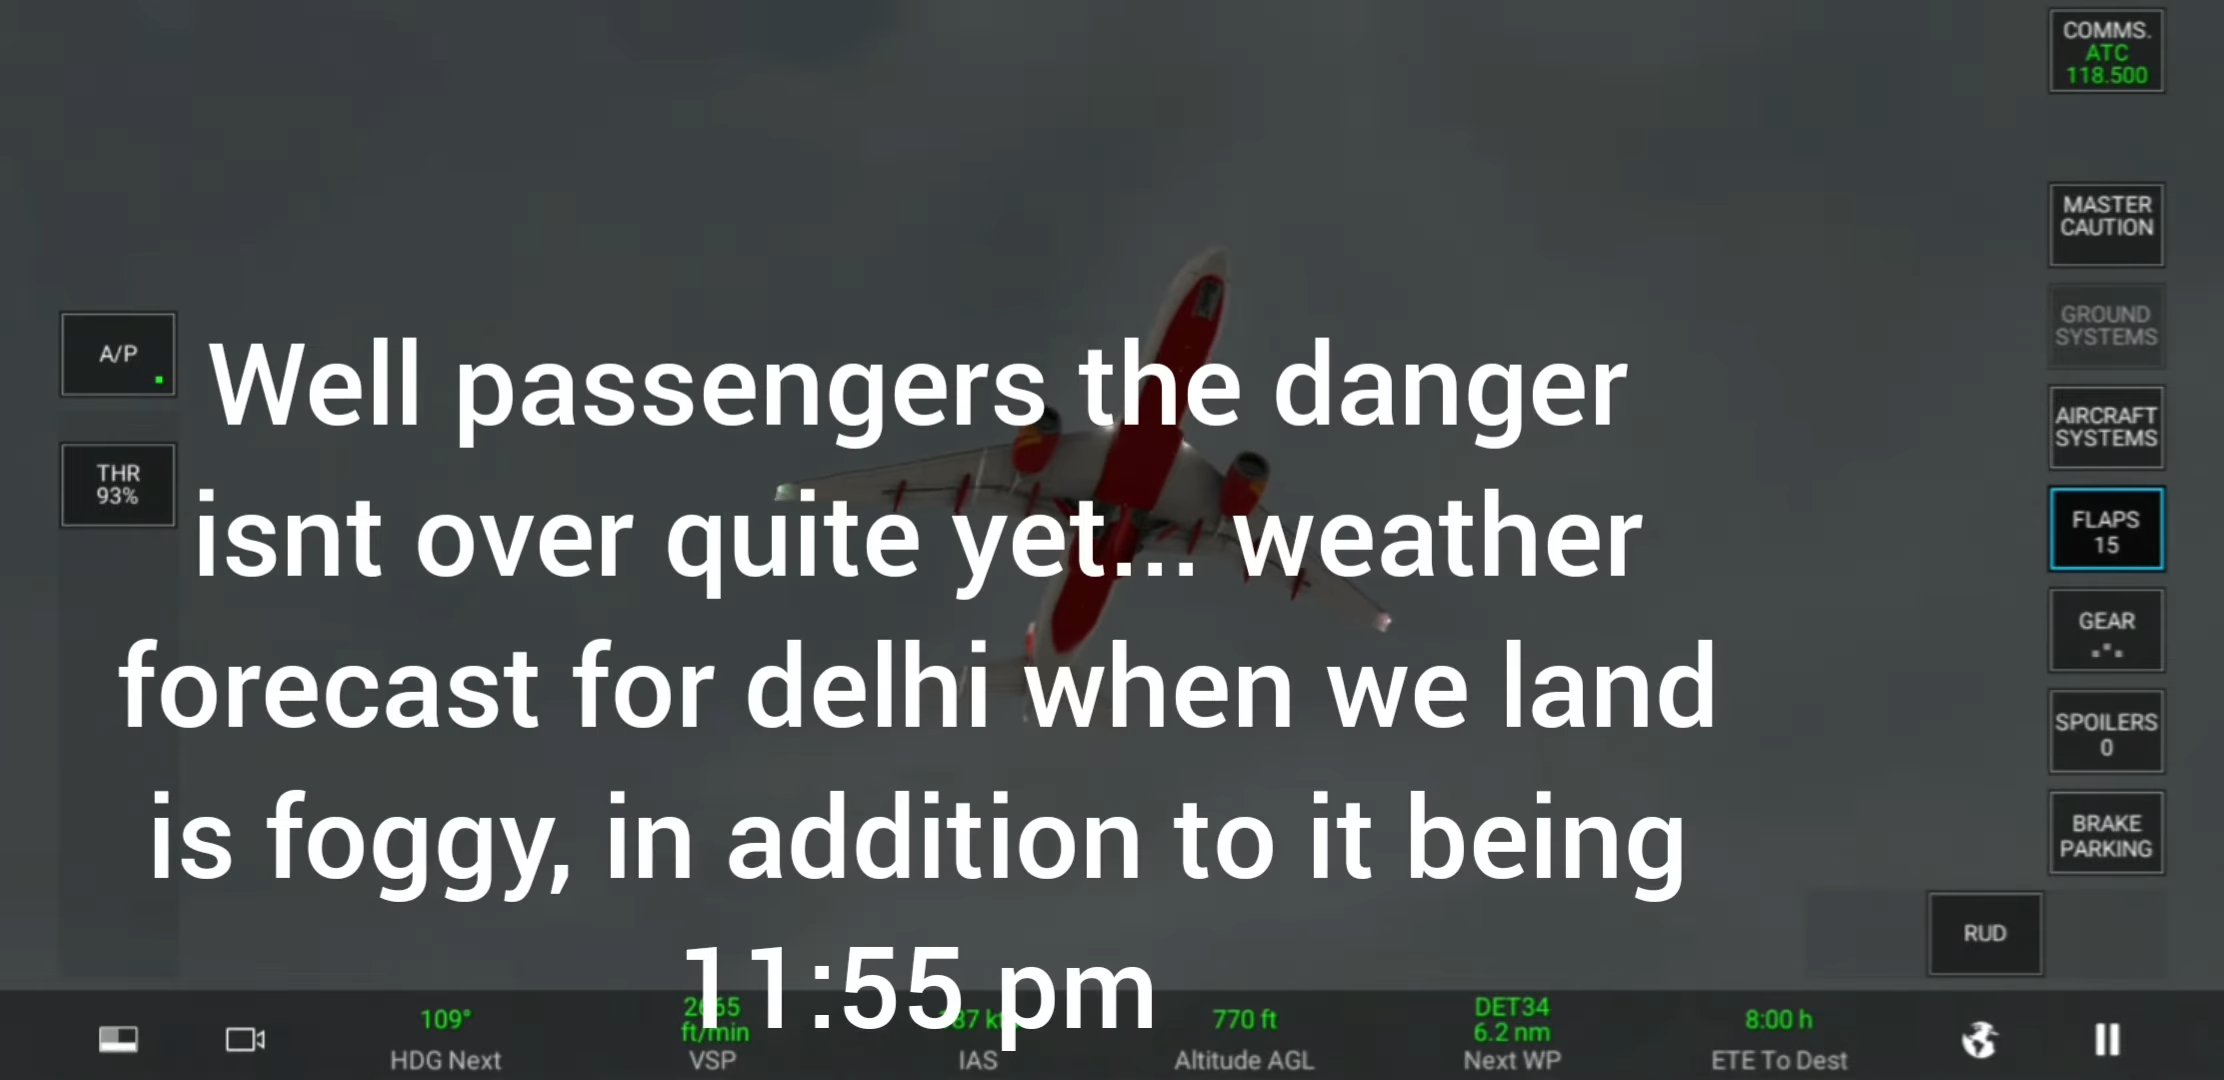 COMMS.
ATC
118.500
MASTER
CAUTION
GROUND
SYSTEMS
A/P
THR
93%
AIRCRAFT
SYSTEMS
FLAPS
15
GEAR
SPOILERS
0
BRAKE
PARKING
RUD
Well passengers the danger
isnt over quite yet... weather
forecast for delhi when we land
is foggy, in addition to it being
11:55 pm
109°
HDG Next
ft/min
VSP
IAS
770 ft
Altitude AGL
DET34
6.2 nm
Next WP
8:00 h
ETE To Dest